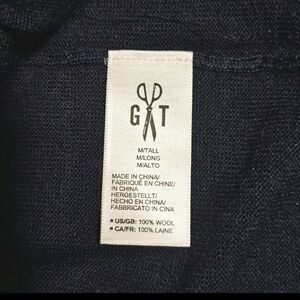 G T
M/TALL
M/LONG
M/ALTO
MADE IN CHINA/
FABRIQUÉ EN CHINE/
IN CHINA
HERGESTELLT/
HECHO EN CHINA/
FABBRICATO IN CINA
▪ US/GB: 100% WOOL
▪ CA/FR: 100% LAINE